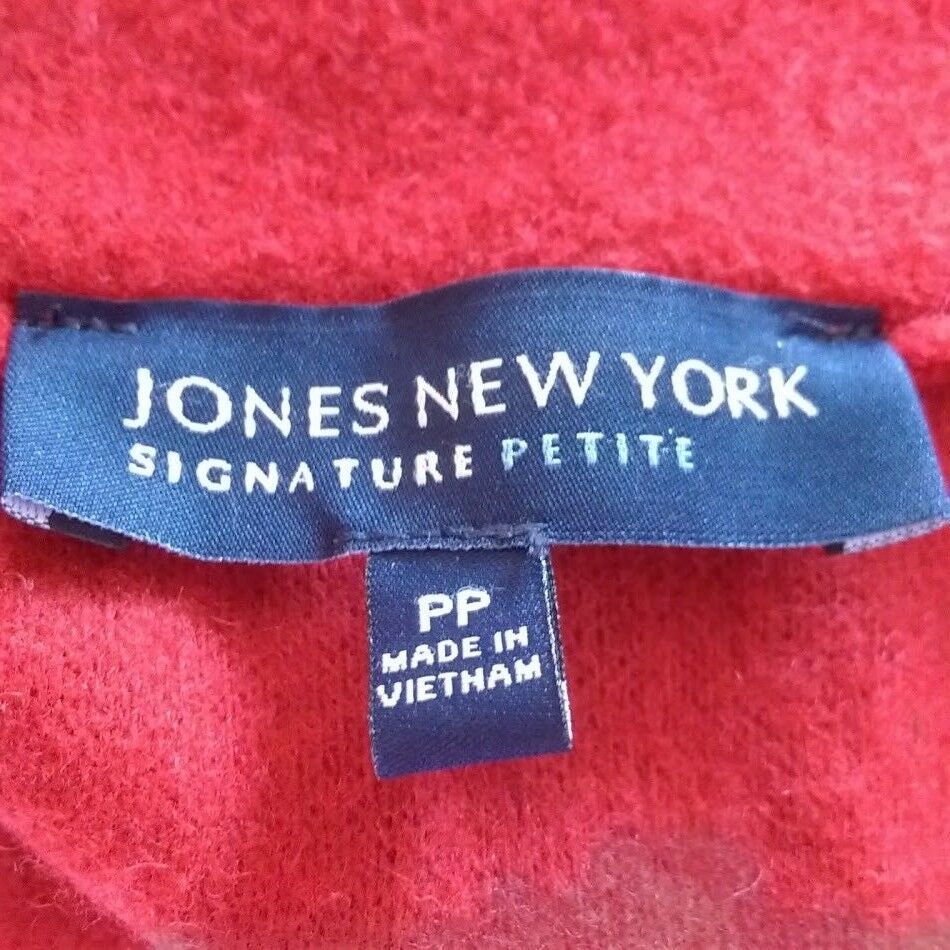 JONES NEW YORK
SIGNATURE PETITE
PP
MADE IN
VIETNAM